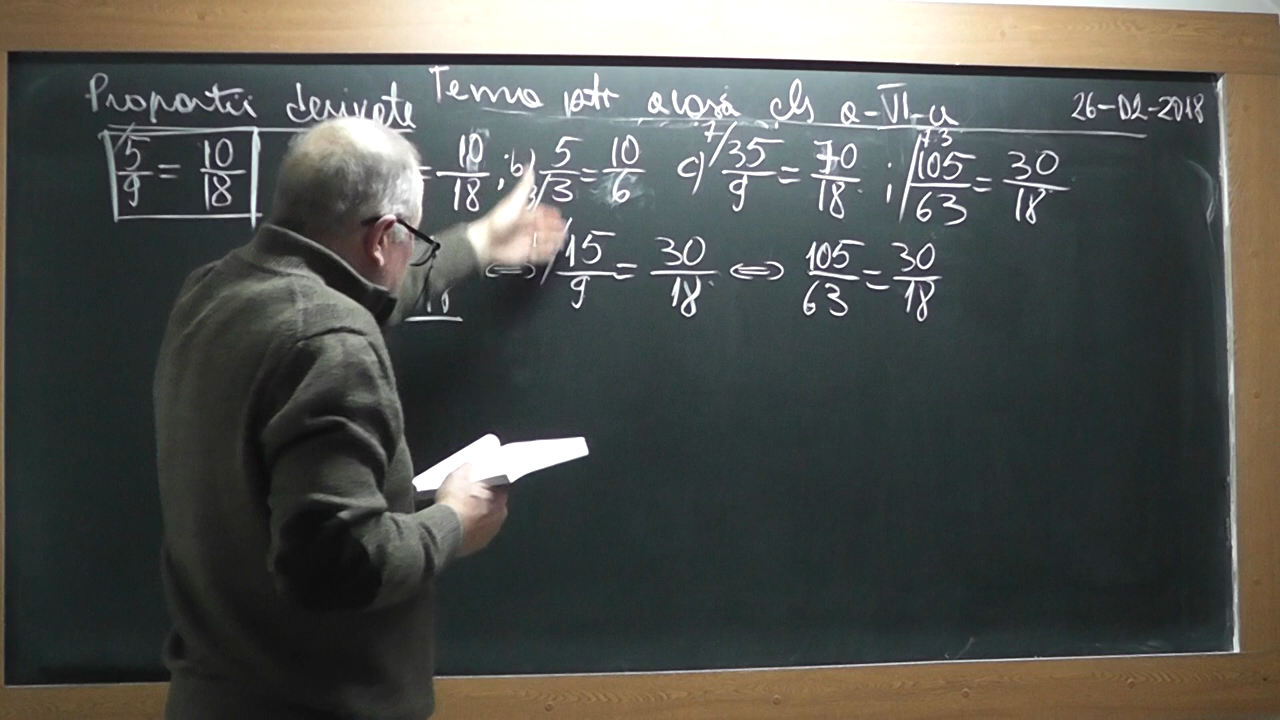 Proportii derivate Tema ptr acasă cls a-VI-a 26-02-2018
5/9 = 10/18 = 10/18 ; b) 5/3 = 10/6 c) 7/ 35/9 = 70/18 ; 105/63 = 30/18
⇔ 15/9 = 30/18 ⇔ 105/63 = 30/18